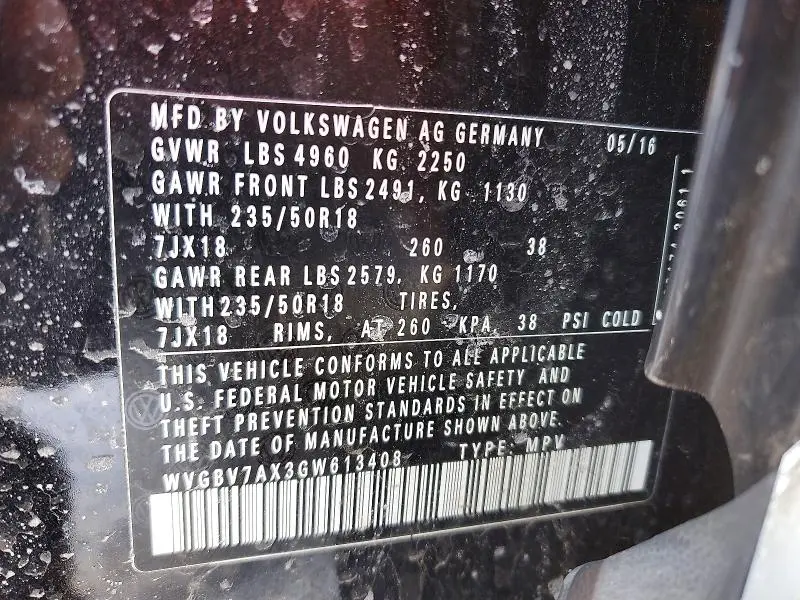 MFD BY VOLKSWAGEN AG GERMANY 05/16
GVWR LBS 4960 KG 2250
GAWR FRONT LBS 2491, KG 1130
WITH 235/50R18
7JX18 260 38
GAWR REAR LBS 2579, KG 1170
WITH 235/50R18 TIRES,
7JX18 RIMS, AT 260 KPA, 38 PSI COLD
THIS VEHICLE CONFORMS TO ALL APPLICABLE
U.S. FEDERAL MOTOR VEHICLE SAFETY AND
THEFT PREVENTION STANDARDS IN EFFECT ON
THE DATE OF MANUFACTURE SHOWN ABOVE.
WVGBV7AX3GW613408 TYPE: MPV